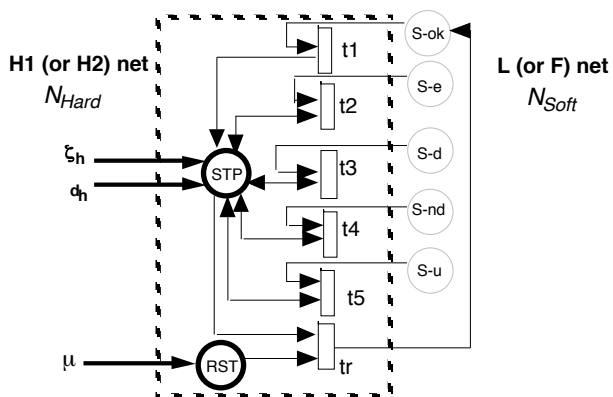 H1 (or H2) net
N_Hard
L (or F) net
N_Soft
S-ok
t1
S-e
t2
ζh
dh
STP
S-d
t3
S-nd
t4
S-u
t5
μ
RST
tr